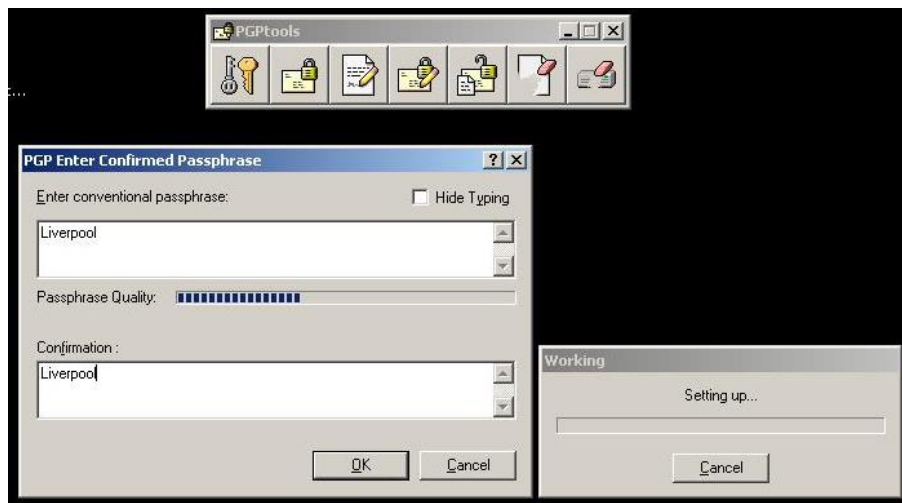 PGPtools
:...
PGP Enter Confirmed Passphrase
Enter conventional passphrase:
Hide Typing
Liverpool
Passphrase Quality:
Confirmation :
Liverpool
OK
Cancel
Working
Setting up...
Cancel